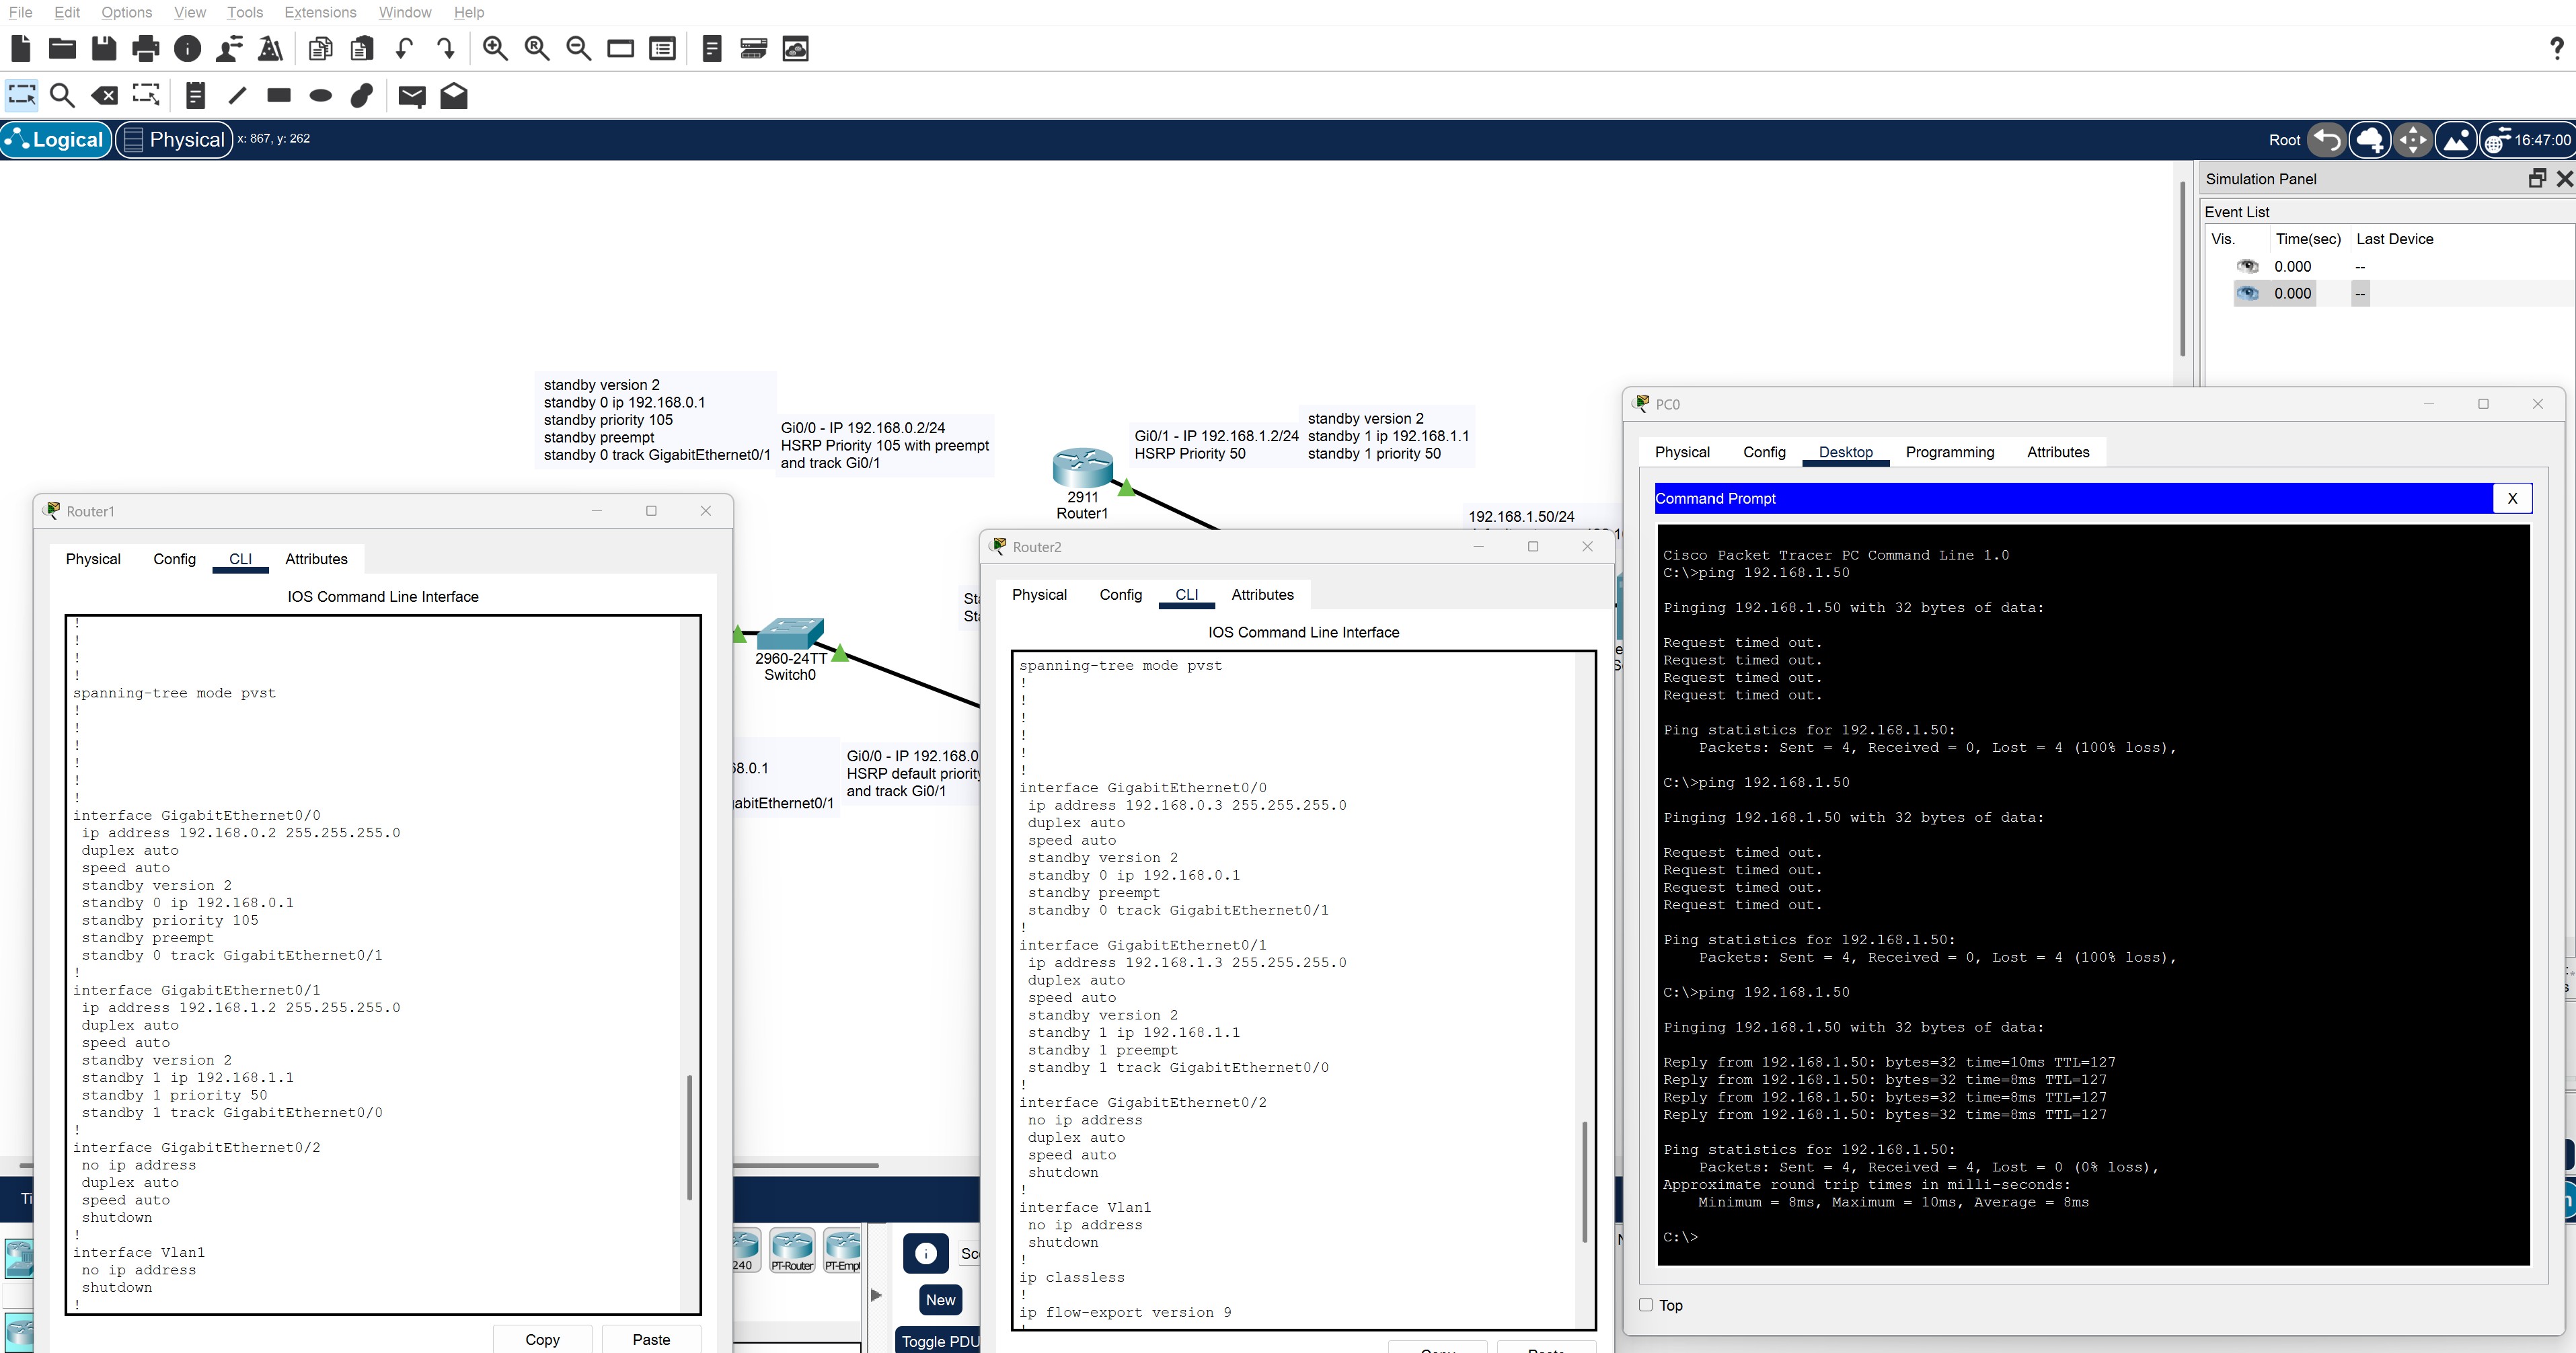 File Edit Options View Tools Extensions Window Help
Logical Physical x: 867, y: 262
Root 16:47:00
Simulation Panel
Event List
Vis. Time(sec) Last Device
0.000 --
0.000 --
standby version 2
standby 0 ip 192.168.0.1
standby priority 105
standby preempt
standby 0 track GigabitEthernet0/1
Gi0/0 - IP 192.168.0.2/24
HSRP Priority 105 with preempt
and track Gi0/1
2911
Router1
Gi0/1 - IP 192.168.1.2/24
HSRP Priority 50
standby version 2
standby 1 ip 192.168.1.1
standby 1 priority 50
192.168.1.50/24
2960-24TT
Switch0
Gi0/0 - IP 192.168.0
HSRP default priority
and track Gi0/1
Router1
Physical Config CLI Attributes
IOS Command Line Interface
!
!
!
!
spanning-tree mode pvst
!
!
!
!
!
!
interface GigabitEthernet0/0
ip address 192.168.0.2 255.255.255.0
duplex auto
speed auto
standby version 2
standby 0 ip 192.168.0.1
standby priority 105
standby preempt
standby 0 track GigabitEthernet0/1
!
interface GigabitEthernet0/1
ip address 192.168.1.2 255.255.255.0
duplex auto
speed auto
standby version 2
standby 1 ip 192.168.1.1
standby 1 priority 50
standby 1 track GigabitEthernet0/0
!
interface GigabitEthernet0/2
no ip address
duplex auto
speed auto
shutdown
!
interface Vlan1
no ip address
shutdown
!
Copy Paste
Router2
Physical Config CLI Attributes
IOS Command Line Interface
spanning-tree mode pvst
!
!
!
!
!
!
interface GigabitEthernet0/0
ip address 192.168.0.3 255.255.255.0
duplex auto
speed auto
standby version 2
standby 0 ip 192.168.0.1
standby preempt
standby 0 track GigabitEthernet0/1
!
interface GigabitEthernet0/1
ip address 192.168.1.3 255.255.255.0
duplex auto
speed auto
standby version 2
standby 1 ip 192.168.1.1
standby 1 preempt
standby 1 track GigabitEthernet0/0
!
interface GigabitEthernet0/2
no ip address
duplex auto
speed auto
shutdown
!
interface Vlan1
no ip address
shutdown
!
ip classless
!
ip flow-export version 9
PC0
Physical Config Desktop Programming Attributes
Command Prompt X
Cisco Packet Tracer PC Command Line 1.0
C:\>ping 192.168.1.50
Pinging 192.168.1.50 with 32 bytes of data:
Request timed out.
Request timed out.
Request timed out.
Request timed out.
Ping statistics for 192.168.1.50:
Packets: Sent = 4, Received = 0, Lost = 4 (100% loss),
C:\>ping 192.168.1.50
Pinging 192.168.1.50 with 32 bytes of data:
Request timed out.
Request timed out.
Request timed out.
Request timed out.
Ping statistics for 192.168.1.50:
Packets: Sent = 4, Received = 0, Lost = 4 (100% loss),
C:\>ping 192.168.1.50
Pinging 192.168.1.50 with 32 bytes of data:
Reply from 192.168.1.50: bytes=32 time=10ms TTL=127
Reply from 192.168.1.50: bytes=32 time=8ms TTL=127
Reply from 192.168.1.50: bytes=32 time=8ms TTL=127
Reply from 192.168.1.50: bytes=32 time=8ms TTL=127
Ping statistics for 192.168.1.50:
Packets: Sent = 4, Received = 4, Lost = 0 (0% loss),
Approximate round trip times in milli-seconds:
Minimum = 8ms, Maximum = 10ms, Average = 8ms
C:\>
Top
PT-Router
New
Toggle PDU